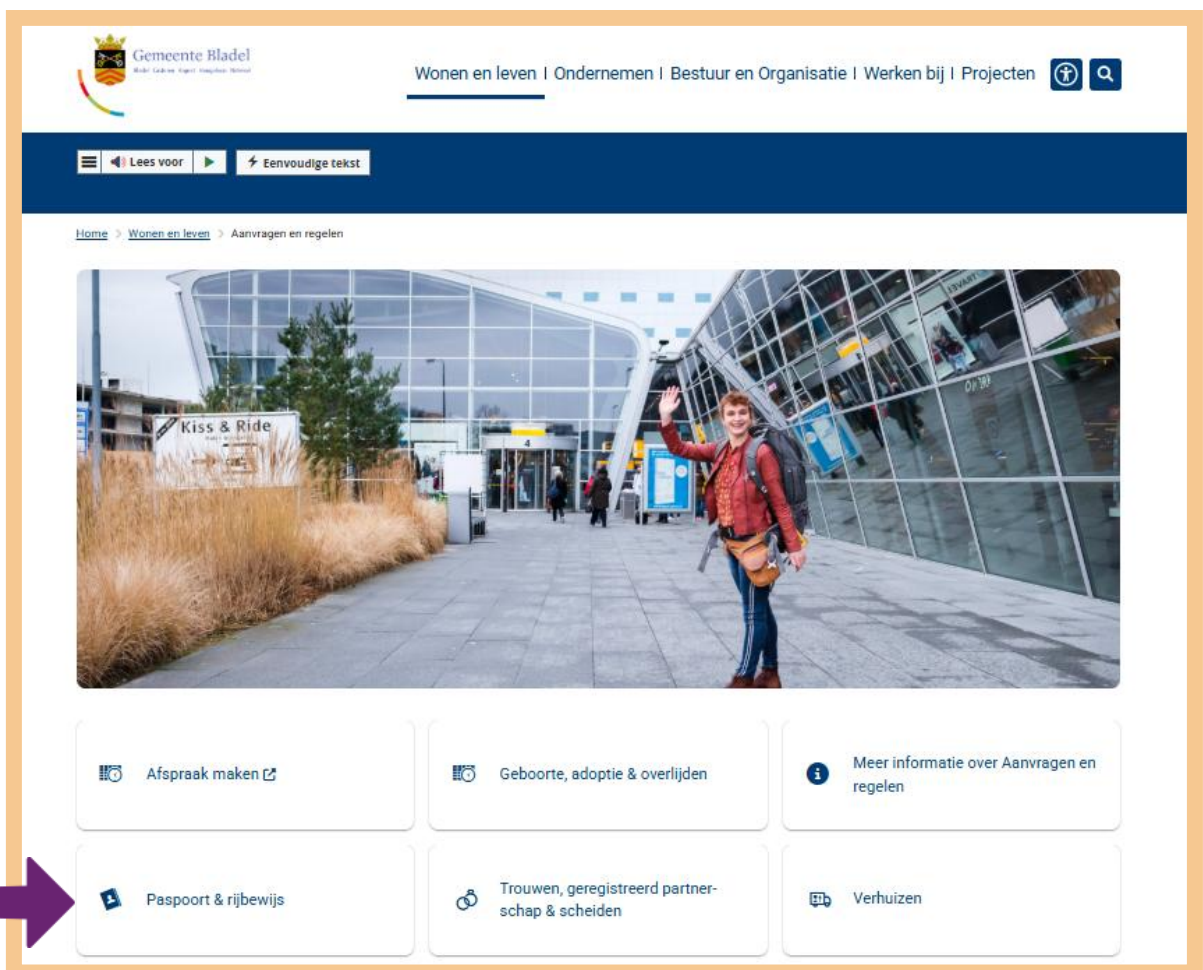 Gemeente Bladel
Wonen en leven | Ondernemen | Bestuur en Organisatie | Werken bij | Projecten
Lees voor
Eenvoudige tekst
Home > Wonen en leven > Aanvragen en regelen
Kiss & Ride
4
Afspraak maken
Geboorte, adoptie & overlijden
Meer informatie over Aanvragen en
regelen
Paspoort & rijbewijs
Trouwen, geregistreerd partner-
schap & scheiden
Verhuizen